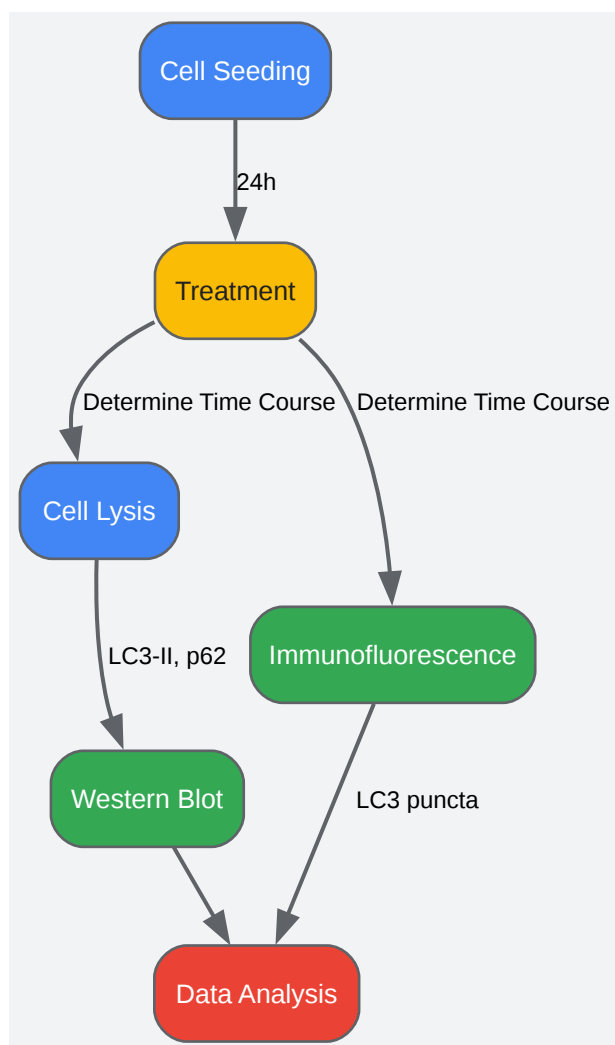 Cell Seeding
24h
Treatment
Determine Time Course
Determine Time Course
Cell Lysis
Immunofluorescence
LC3-II, p62
Western Blot
LC3 puncta
Data Analysis